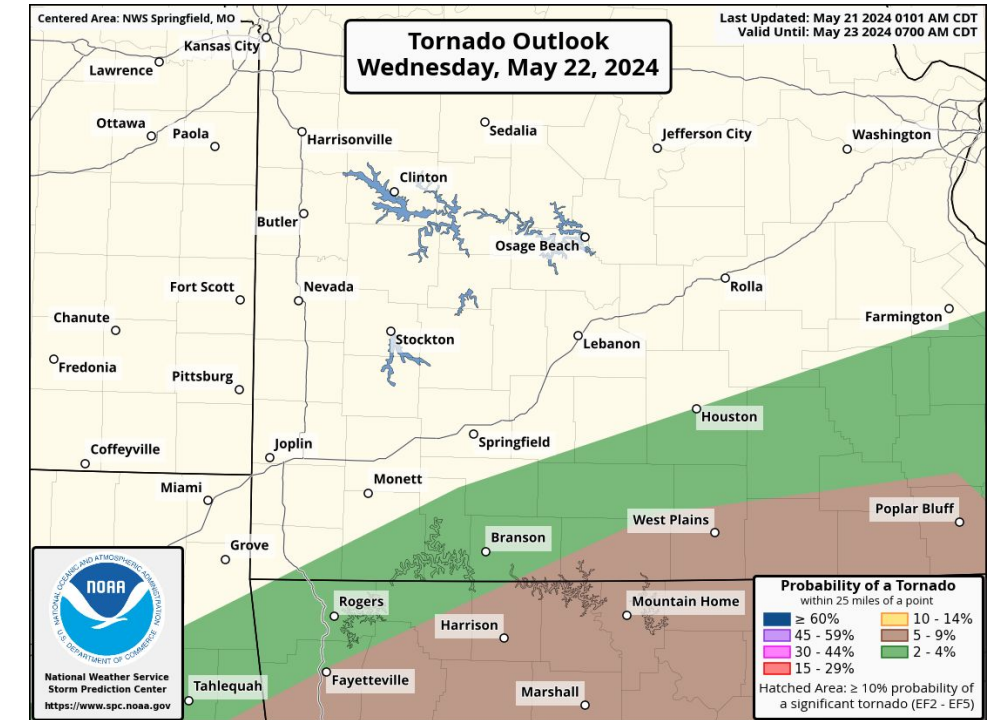 Centered Area: NWS Springfield, MO
Tornado Outlook
Wednesday, May 22, 2024
Last Updated: May 21 2024 0101 AM CDT
Valid Until: May 23 2024 0700 AM CDT
Kansas City
Lawrence
Ottawa
Paola
Harrisonville
Sedalia
Jefferson City
Washington
Clinton
Butler
Osage Beach
Fort Scott
Nevada
Rolla
Chanute
Farmington
Stockton
Lebanon
Fredonia
Pittsburg
Houston
Coffeyville
Joplin
Springfield
Miami
Monett
West Plains
Poplar Bluff
Grove
Branson
Rogers
Mountain Home
Harrison
Tahlequah
Fayetteville
Marshall
NATIONAL OCEANIC AND ATMOSPHERIC ADMINISTRATION
NOAA
U.S. DEPARTMENT OF COMMERCE
National Weather Service
Storm Prediction Center
https://www.spc.noaa.gov
Probability of a Tornado
within 25 miles of a point
≥ 60%
45 - 59%
30 - 44%
15 - 29%
10 - 14%
5 - 9%
2 - 4%
Hatched Area: ≥ 10% probability of
a significant tornado (EF2 - EF5)